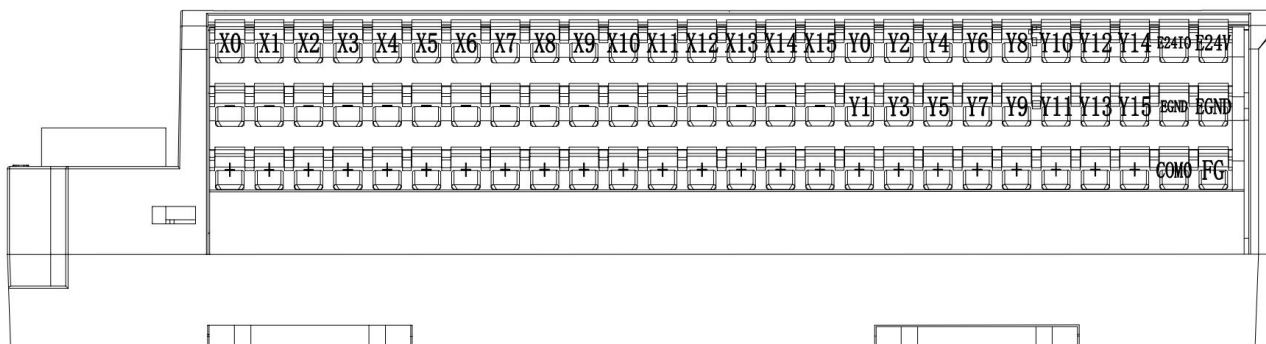 X0 X1 X2 X3 X4 X5 X6 X7 X8 X9 X10 X11 X12 X13 X14 X15 Y0 Y2 Y4 Y6 Y8 Y10 Y12 Y14 E24IO E24V
- - - - - - - - - - - - - - - - Y1 Y3 Y5 Y7 Y9 Y11 Y13 Y15 EGND EGND
+ + + + + + + + + + + + + + + + + + + + + + + + COM0 FG